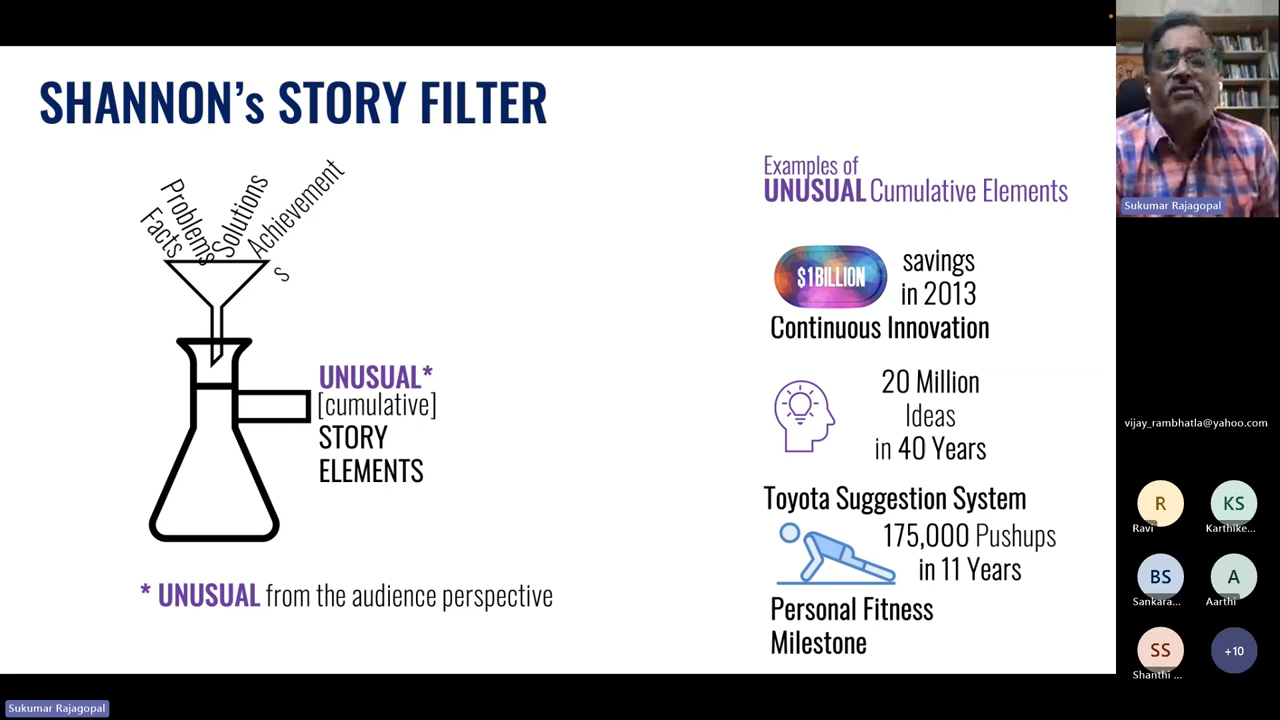 SHANNON's STORY FILTER
Facts
Problems
Solutions
Achievement
s
UNUSUAL*
[cumulative]
STORY
ELEMENTS
* UNUSUAL from the audience perspective
Examples of
UNUSUAL Cumulative Elements
$1BILLION
savings
in 2013
Continuous Innovation
20 Million
Ideas
in 40 Years
Toyota Suggestion System
175,000 Pushups
in 11 Years
Personal Fitness
Milestone
Sukumar Rajagopal
vijay_rambhatla@yahoo.com
R
Ravi
KS
Karthike...
BS
Sankara...
A
Aarthi
SS
Shanthi ...
+10
Sukumar Rajagopal